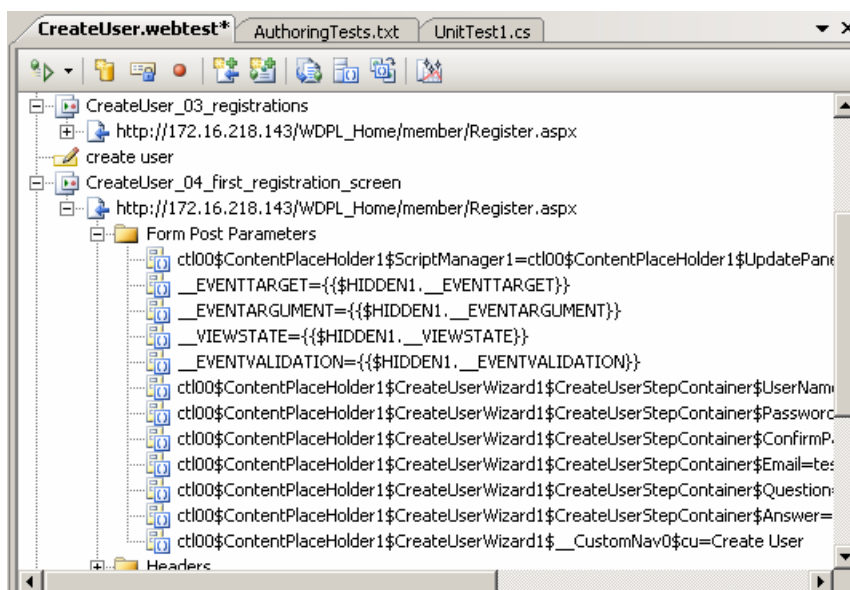 CreateUser.webtest* AuthoringTests.txt UnitTest1.cs
CreateUser_03_registrations
http://172.16.218.143/WDPL_Home/member/Register.aspx
create user
CreateUser_04_first_registration_screen
http://172.16.218.143/WDPL_Home/member/Register.aspx
Form Post Parameters
ctl00$ContentPlaceHolder1$ScriptManager1=ctl00$ContentPlaceHolder1$UpdatePane
__EVENTTARGET={{$HIDDEN1.__EVENTTARGET}}
__EVENTARGUMENT={{$HIDDEN1.__EVENTARGUMENT}}
__VIEWSTATE={{$HIDDEN1.__VIEWSTATE}}
__EVENTVALIDATION={{$HIDDEN1.__EVENTVALIDATION}}
ctl00$ContentPlaceHolder1$CreateUserWizard1$CreateUserStepContainer$UserName
ctl00$ContentPlaceHolder1$CreateUserWizard1$CreateUserStepContainer$Password
ctl00$ContentPlaceHolder1$CreateUserWizard1$CreateUserStepContainer$ConfirmP
ctl00$ContentPlaceHolder1$CreateUserWizard1$CreateUserStepContainer$Email=tes
ctl00$ContentPlaceHolder1$CreateUserWizard1$CreateUserStepContainer$Question
ctl00$ContentPlaceHolder1$CreateUserWizard1$CreateUserStepContainer$Answer=
ctl00$ContentPlaceHolder1$CreateUserWizard1$__CustomNav0$cu=Create User
Headers